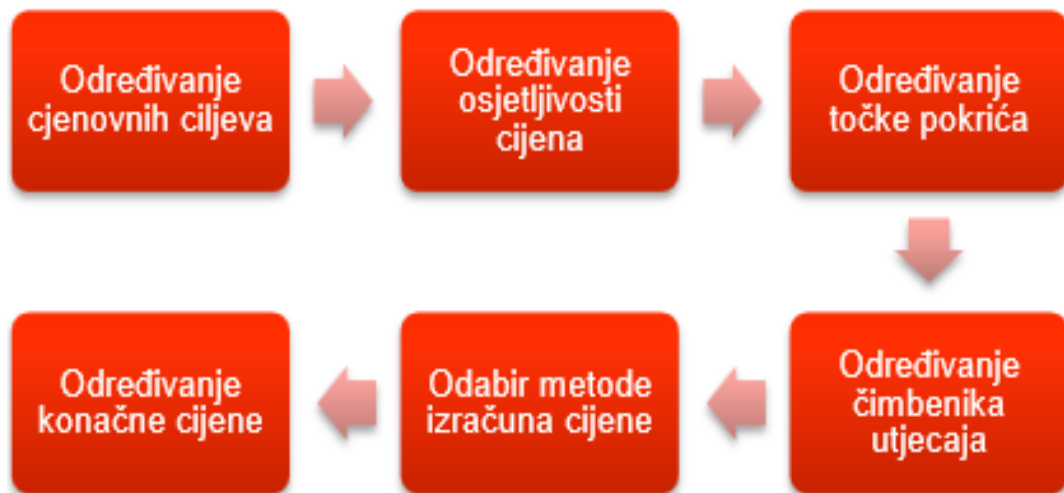 Određivanje
cjenovnih ciljeva
Određivanje
osjetljivosti
cijena
Određivanje
točke pokrića
Određivanje
čimbenika
utjecaja
Odabir metode
izračuna cijene
Određivanje
konačne cijene